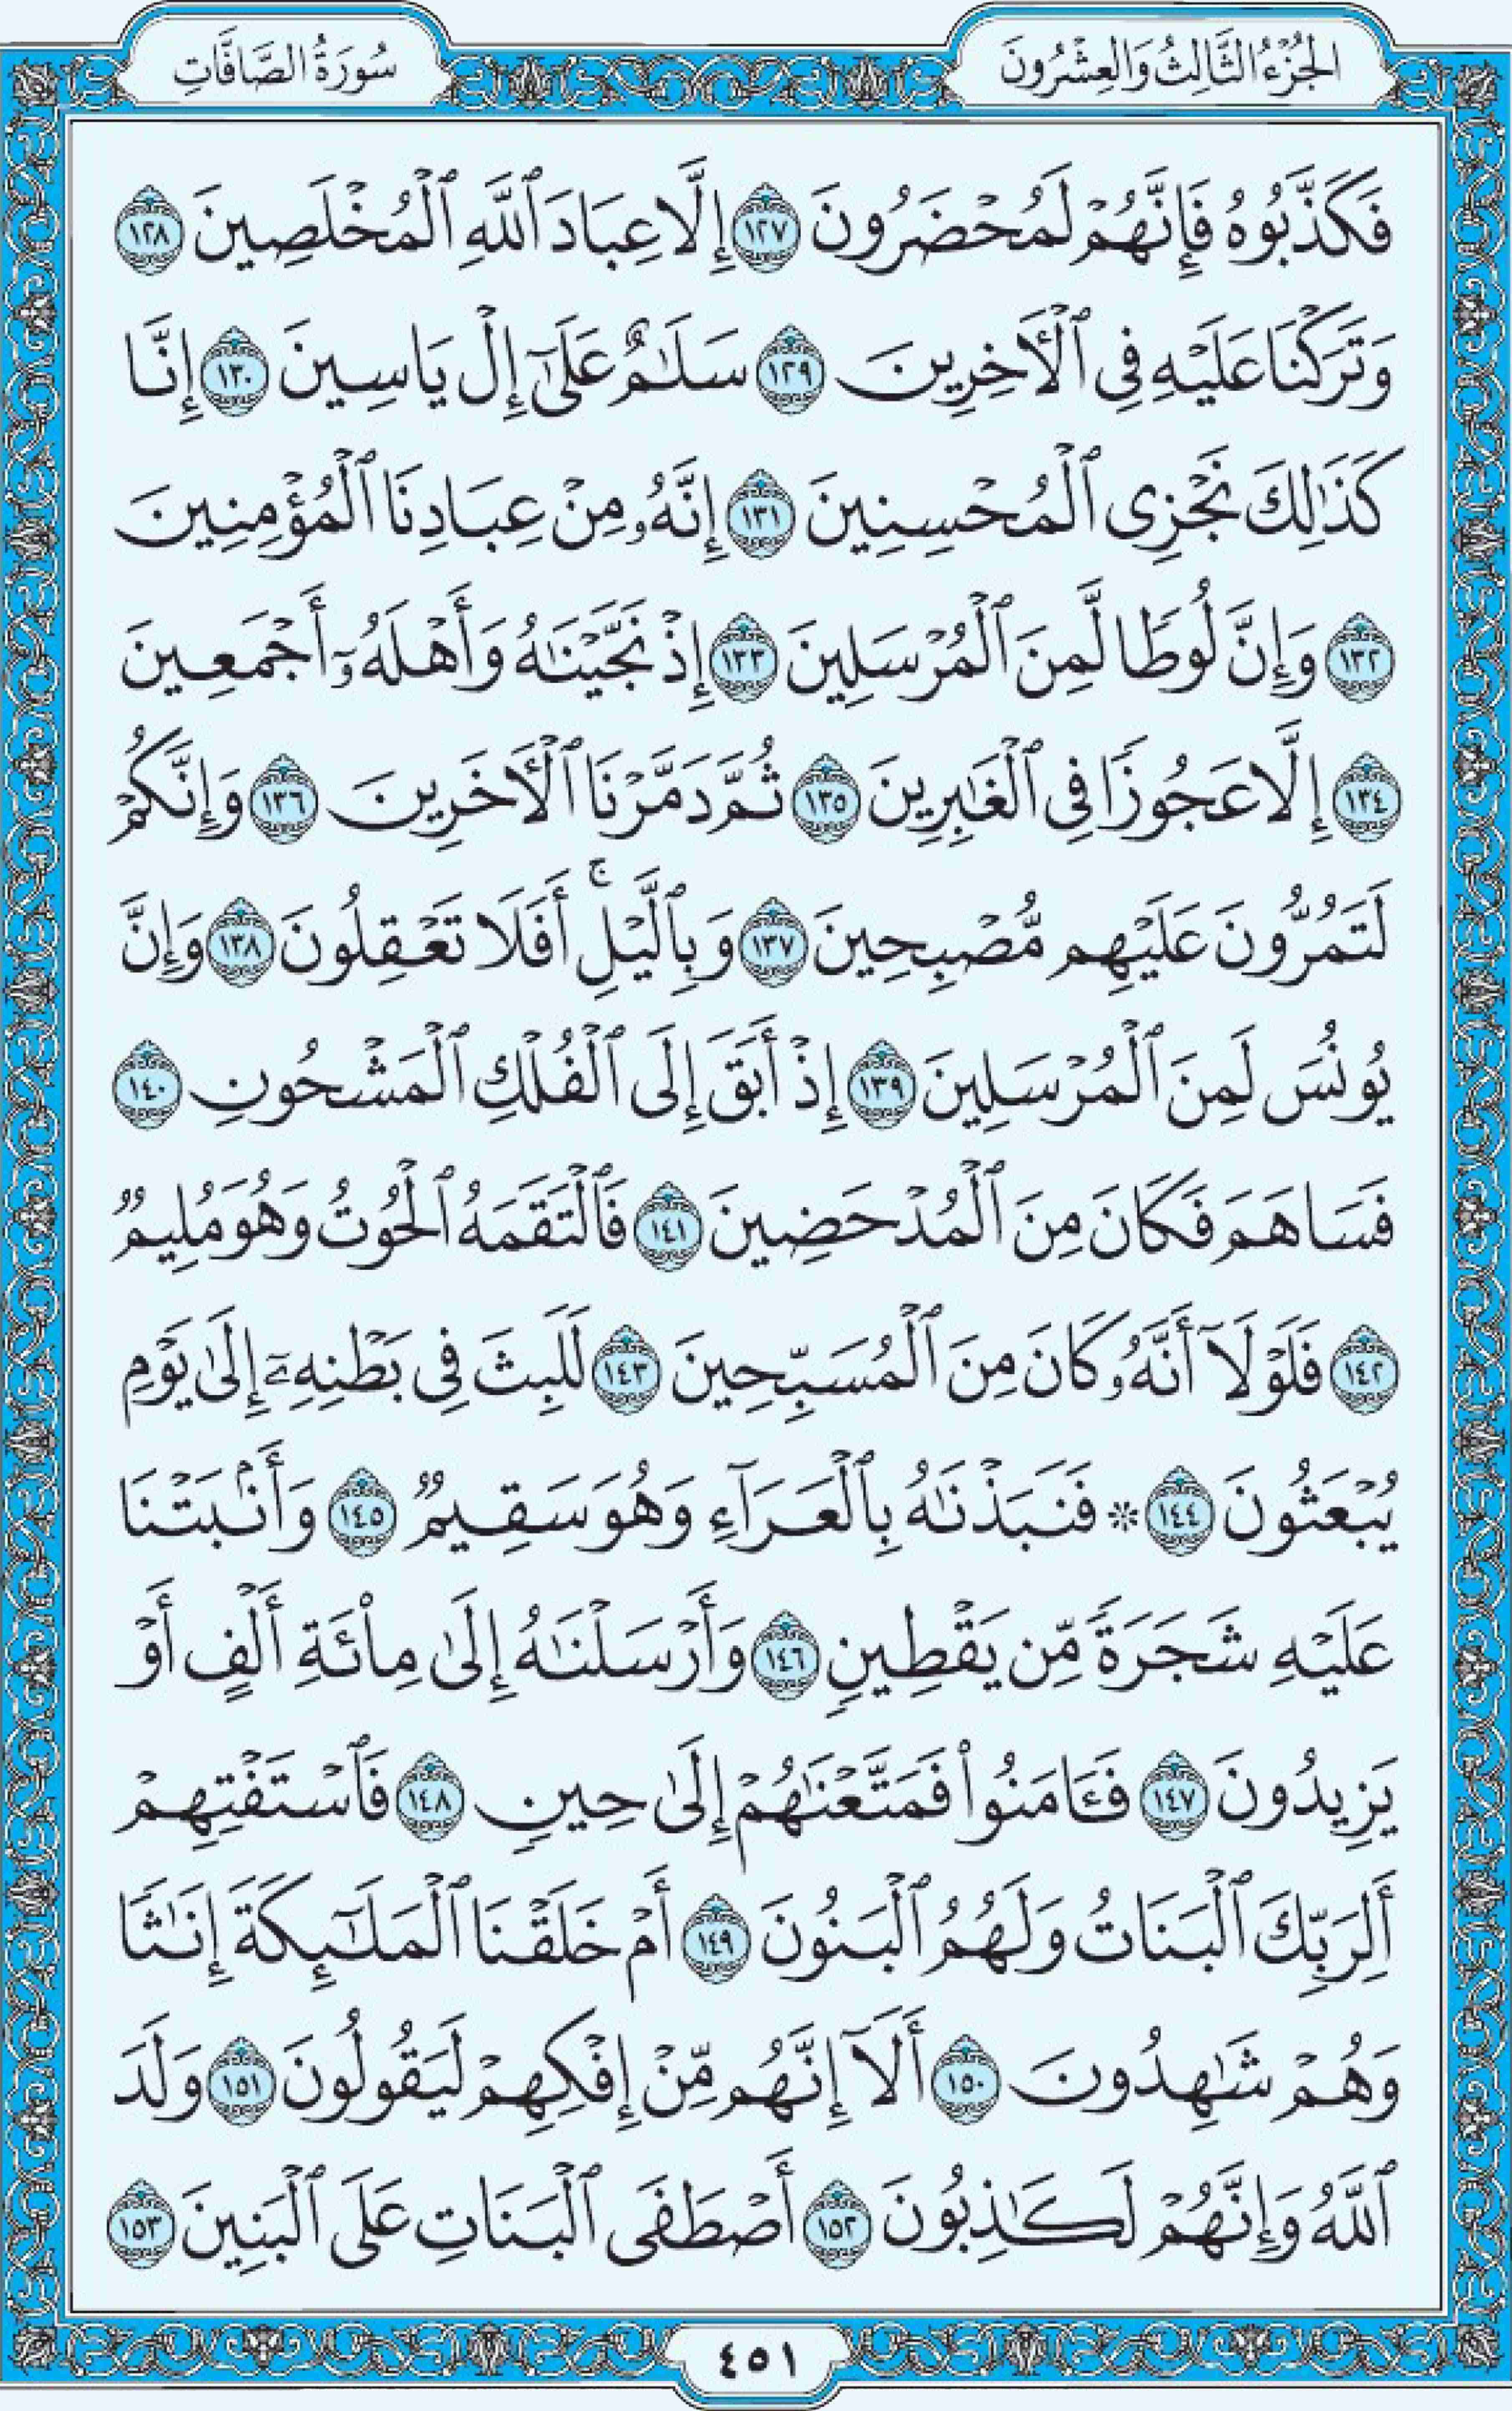 الجُزْءُ الثَّالِثُ وَالعِشْرُونَ
سُورَةُ الصَّافَّاتِ
فَكَذَّبُوهُ فَإِنَّهُمْ لَمُحْضَرُونَ ١٢٧ إِلَّا عِبَادَ ٱللَّهِ ٱلْمُخْلَصِينَ ١٢٨
وَتَرَكْنَا عَلَيْهِ فِى ٱلْأَخِرِينَ ١٢٩ سَلَٰمٌ عَلَىٰٓ إِلْ يَاسِينَ ١٣٠ إِنَّا
كَذَٰلِكَ نَجْزِى ٱلْمُحْسِنِينَ ١٣١ إِنَّهُۥ مِنْ عِبَادِنَا ٱلْمُؤْمِنِينَ
١٣٢ وَإِنَّ لُوطًا لَّمِنَ ٱلْمُرْسَلِينَ ١٣٣ إِذْ نَجَّيْنَٰهُ وَأَهْلَهُۥٓ أَجْمَعِينَ
١٣٤ إِلَّا عَجُوزًا فِى ٱلْغَٰبِرِينَ ١٣٥ ثُمَّ دَمَّرْنَا ٱلْأَخَرِينَ ١٣٦ وَإِنَّكُمْ
لَتَمُرُّونَ عَلَيْهِم مُّصْبِحِينَ ١٣٧ وَبِٱلَّيْلِۚ أَفَلَا تَعْقِلُونَ ١٣٨ وَإِنَّ
يُونُسَ لَمِنَ ٱلْمُرْسَلِينَ ١٣٩ إِذْ أَبَقَ إِلَى ٱلْفُلْكِ ٱلْمَشْحُونِ ١٤٠
فَسَاهَمَ فَكَانَ مِنَ ٱلْمُدْحَضِينَ ١٤١ فَٱلْتَقَمَهُ ٱلْحُوتُ وَهُوَ مُلِيمٌ
١٤٢ فَلَوْلَآ أَنَّهُۥ كَانَ مِنَ ٱلْمُسَبِّحِينَ ١٤٣ لَلَبِثَ فِى بَطْنِهِۦٓ إِلَىٰ يَوْمِ
يُبْعَثُونَ ١٤٤ ۞ فَنَبَذْنَٰهُ بِٱلْعَرَآءِ وَهُوَ سَقِيمٌ ١٤٥ وَأَنۢبَتْنَا
عَلَيْهِ شَجَرَةً مِّن يَقْطِينٍ ١٤٦ وَأَرْسَلْنَٰهُ إِلَىٰ مِا۟ئَةِ أَلْفٍ أَوْ
يَزِيدُونَ ١٤٧ فَـَٔامَنُوا۟ فَمَتَّعْنَٰهُمْ إِلَىٰ حِينٍ ١٤٨ فَٱسْتَفْتِهِمْ
أَلِرَبِّكَ ٱلْبَنَاتُ وَلَهُمُ ٱلْبَنُونَ ١٤٩ أَمْ خَلَقْنَا ٱلْمَلَٰٓئِكَةَ إِنَٰثًا
وَهُمْ شَٰهِدُونَ ١٥٠ أَلَآ إِنَّهُم مِّنْ إِفْكِهِمْ لَيَقُولُونَ ١٥١ وَلَدَ
ٱللَّهُ وَإِنَّهُمْ لَكَٰذِبُونَ ١٥٢ أَصْطَفَى ٱلْبَنَاتِ عَلَى ٱلْبَنِينَ ١٥٣
٤٥١